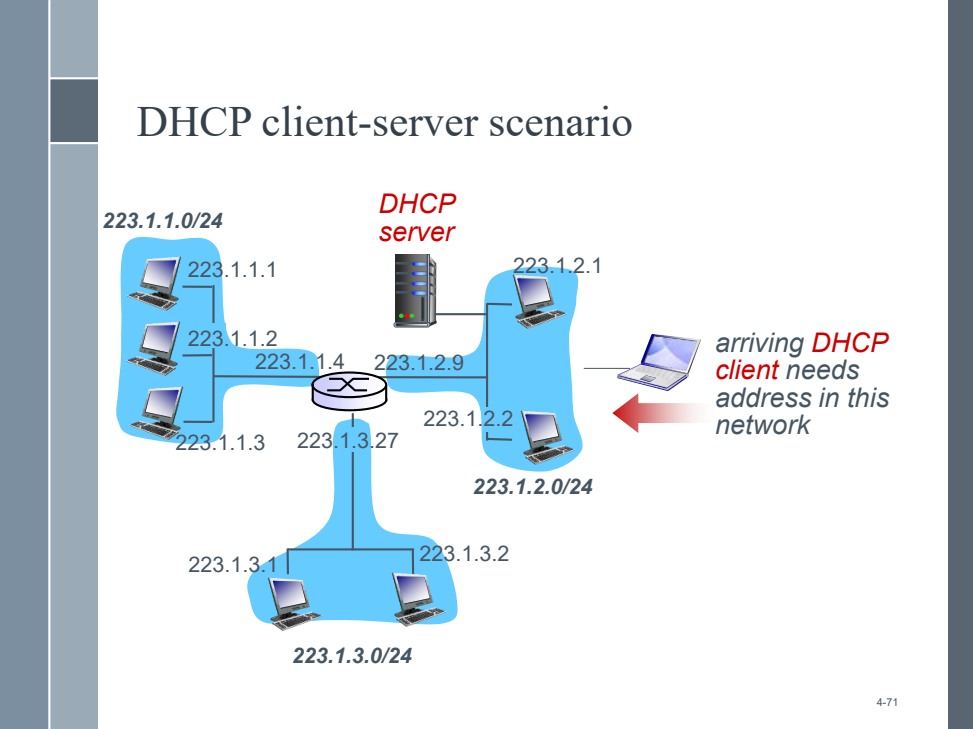 DHCP client-server scenario
DHCP
server
223.1.1.0/24
223.1.1.1
223.1.2.1
223.1.1.2
arriving DHCP
client needs
address in this
network
223.1.1.4
223.1.2.9
223.1.2.2
223.1.1.3
223.1.3.27
223.1.2.0/24
223.1.3.1
223.1.3.2
223.1.3.0/24
4-71